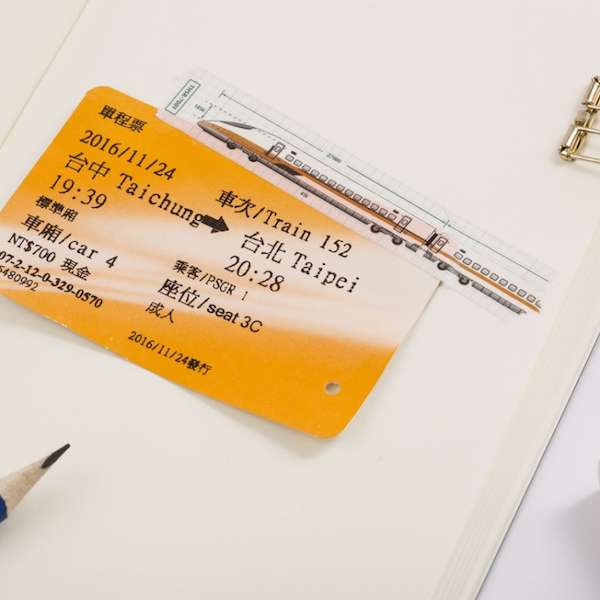 單程票
2016/11/24
台中 Taichung
19:39
車次/Train 152
台北 Taipei
20:28
標準廂
車廂/car 4
乘客/PSGR 1
座位/seat 3C
NT$700 現金
成人
07-2-12-0-329-0570
5480992
2016/11/24發行